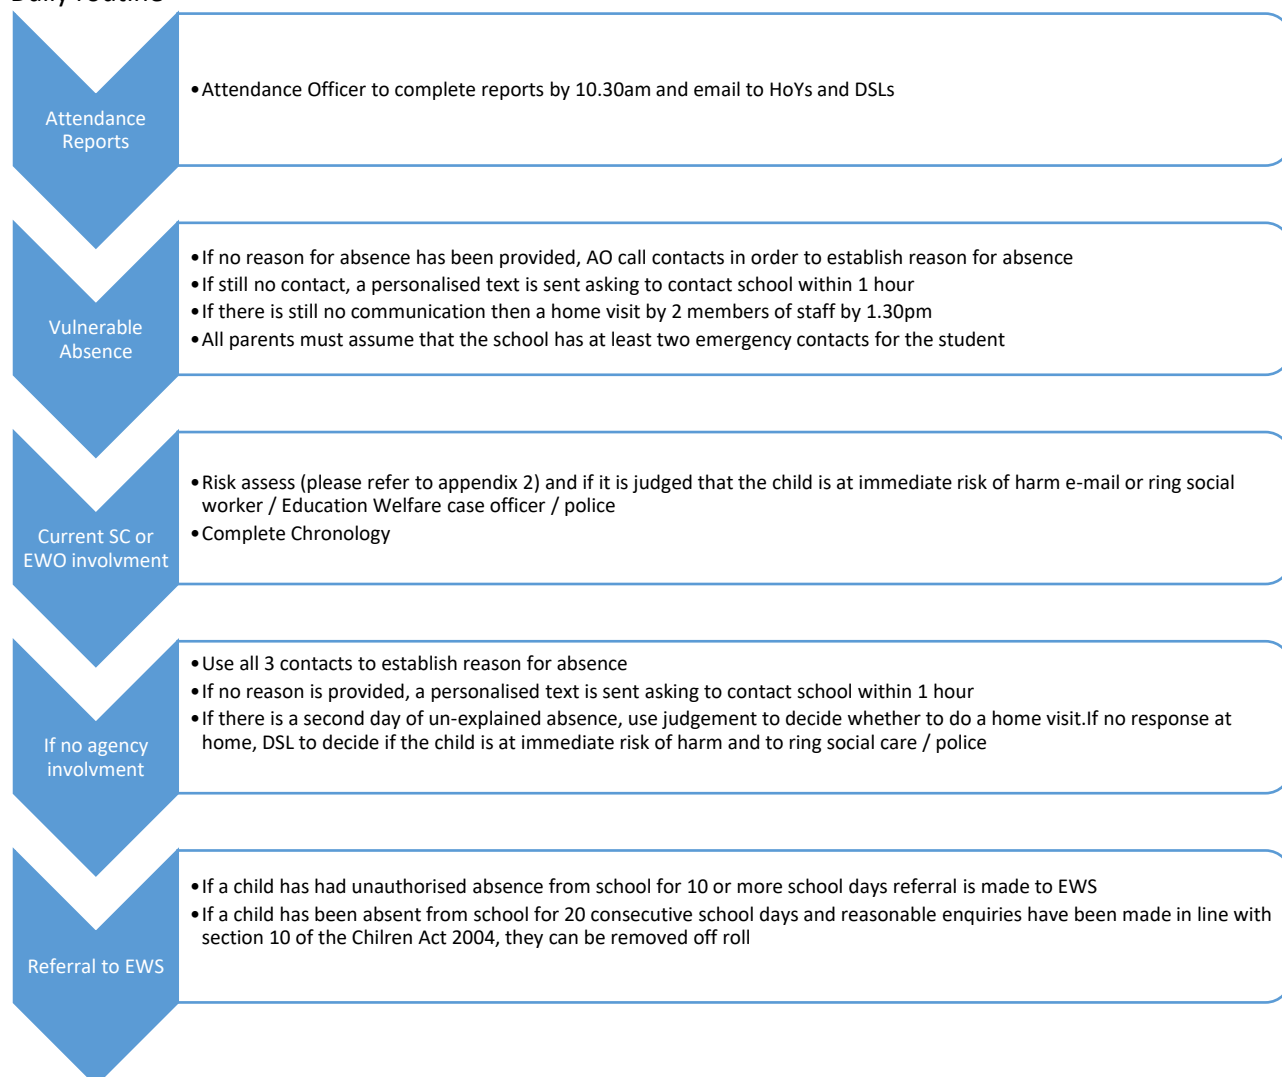 Daily routine
Attendance
Reports
•Attendance Officer to complete reports by 10.30am and email to HoYs and DSLs
Vulnerable
Absence
•If no reason for absence has been provided, AO call contacts in order to establish reason for absence
•If still no contact, a personalised text is sent asking to contact school within 1 hour
•If there is still no communication then a home visit by 2 members of staff by 1.30pm
•All parents must assume that the school has at least two emergency contacts for the student
Current SC or
EWO involvment
•Risk assess (please refer to appendix 2) and if it is judged that the child is at immediate risk of harm e-mail or ring social
worker / Education Welfare case officer / police
•Complete Chronology
If no agency
involvment
•Use all 3 contacts to establish reason for absence
•If no reason is provided, a personalised text is sent asking to contact school within 1 hour
•If there is a second day of un-explained absence, use judgement to decide whether to do a home visit.If no response at
home, DSL to decide if the child is at immediate risk of harm and to ring social care / police
Referral to EWS
•If a child has had unauthorised absence from school for 10 or more school days referral is made to EWS
•If a child has been absent from school for 20 consecutive school days and reasonable enquiries have been made in line with
section 10 of the Chilren Act 2004, they can be removed off roll